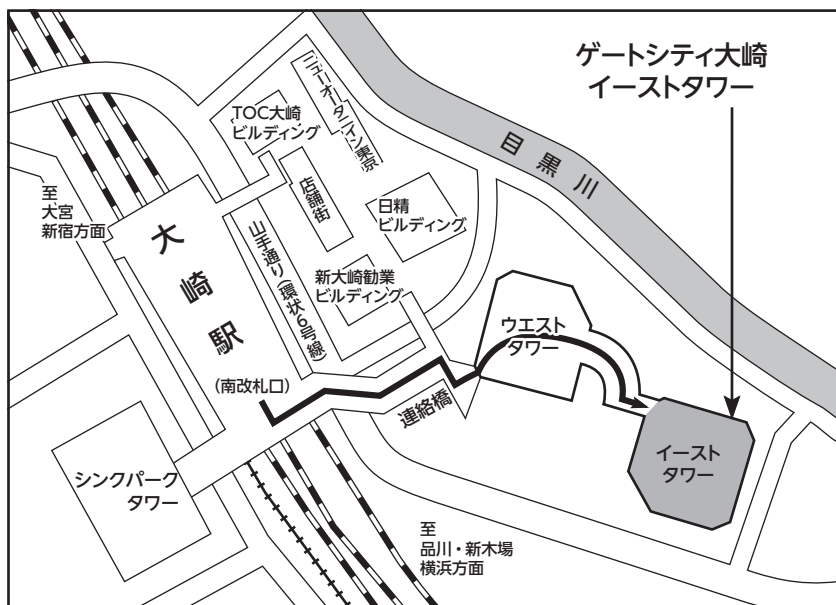 ゲートシティ大崎
イーストタワー
ニューオータニイン東京
TOC大崎
ビルディング
目黒川
店舗街
日精
ビルディング
至
大宮
新宿方面
大崎駅
山手通り(環状6号線)
新大崎勧業
ビルディング
ウエスト
タワー
(南改札口)
連絡橋
イースト
タワー
シンクパーク
タワー
至
品川・新木場
横浜方面